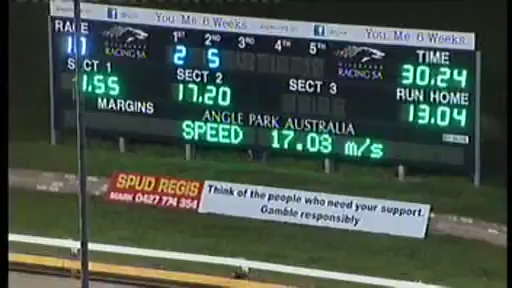 You Me 6 Weeks You Me 6 Weeks
RACE 1ST 2ND 3RD 4TH 5TH TIME
2 5 30.24
GREYHOUND RACING SA RACING SA
SECT 1 SECT 2 SECT 3 RUN HOME
.55 17.20 13.04
MARGINS
ANGLE PARK AUSTRALIA
SPEED 17.03 m/s
SPUD REGIS
MARK 0427 774 354
Think of the people who need your support.
Gamble responsibly